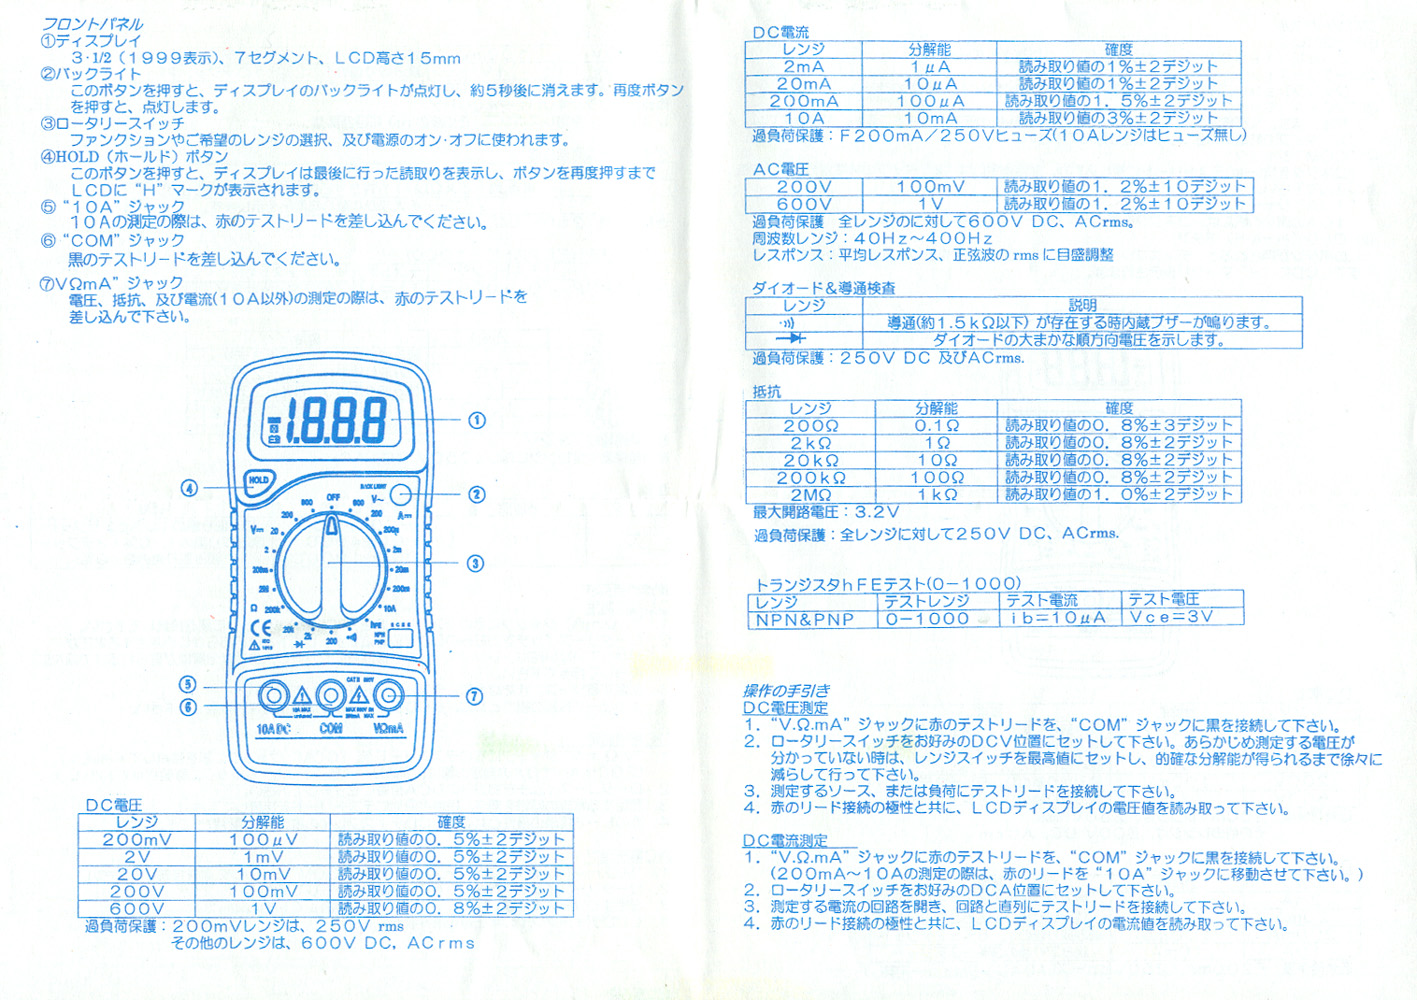 フロントパネル
①ディスプレイ
3・1/2（1999表示）、7セグメント、LCD高さ15mm
②バックライト
このボタンを押すと、ディスプレイのバックライトが点灯し、約5秒後に消えます。再度ボタン
を押すと、点灯します。
③ロータリースイッチ
ファンクションやご希望のレンジの選択、及び電源のオン・オフに使われます。
④HOLD（ホールド）ボタン
このボタンを押すと、ディスプレイは最後に行った読取りを表示し、ボタンを再度押すまで
LCDに“H”マークが表示されます。
⑤“10A”ジャック
10Aの測定の際は、赤のテストリードを差し込んでください。
⑥“COM”ジャック
黒のテストリードを差し込んでください。
⑦VΩmA”ジャック
電圧、抵抗、及び電流(10A以外)の測定の際は、赤のテストリードを
差し込んで下さい。
1.8.8.8
①
HOLD
④
BACK LIGHT
②
OFF
600 600
V~
200 200
A⎓
V⎓ 20 200μ
2 2m
③
200m 20m
2M 200m
Ω 200k 10A
20k 2k 200 hFE
E C B E
NPN
PNP
CE
⑤
⑥
⑦
CAT II 600V
10A MAX
unfused
10A DC COM VΩmA
DC電圧
レンジ 分解能 確度
200mV 100μV 読み取り値の0．5%±2デジット
2V 1mV 読み取り値の0．5%±2デジット
20V 10mV 読み取り値の0．5%±2デジット
200V 100mV 読み取り値の0．5%±2デジット
600V 1V 読み取り値の0．8%±2デジット
過負荷保護：200mVレンジは、250V rms
その他のレンジは、600V DC，ACrms
DC電流
レンジ 分解能 確度
2mA 1μA 読み取り値の1%±2デジット
20mA 10μA 読み取り値の1%±2デジット
200mA 100μA 読み取り値の1．5%±2デジット
10A 10mA 読み取り値の3%±2デジット
過負荷保護：F200mA／250Vヒューズ(10Aレンジはヒューズ無し)
AC電圧
200V 100mV 読み取り値の1．2%±10デジット
600V 1V 読み取り値の1．2%±10デジット
過負荷保護 全レンジのに対して600V DC、ACrms。
周波数レンジ：40Hz～400Hz
レスポンス：平均レスポンス、正弦波の rms に目盛調整
ダイオード＆導通検査
レンジ 説明
導通(約1.5kΩ以下）が存在する時内蔵ブザーが鳴ります。
ダイオードの大まかな順方向電圧を示します。
過負荷保護：250V DC 及びACrms.
抵抗
レンジ 分解能 確度
200Ω 0.1Ω 読み取り値の0．8%±3デジット
2kΩ 1Ω 読み取り値の0．8%±2デジット
20kΩ 10Ω 読み取り値の0．8%±2デジット
200kΩ 100Ω 読み取り値の0．8%±2デジット
2MΩ 1kΩ 読み取り値の1．0%±2デジット
最大開路電圧：3.2V
過負荷保護：全レンジに対して250V DC、ACrms.
トランジスタhFEテスト(0－1000)
レンジ テストレンジ テスト電流 テスト電圧
NPN&PNP 0－1000 ib=10μA Vce=3V
操作の手引き
DC電圧測定
1．“V.Ω.mA”ジャックに赤のテストリードを、“COM”ジャックに黒を接続して下さい。
2．ロータリースイッチをお好みのDCV位置にセットして下さい。あらかじめ測定する電圧が
分かっていない時は、レンジスイッチを最高値にセットし、的確な分解能が得られるまで徐々に
減らして行って下さい。
3．測定するソース、または負荷にテストリードを接続して下さい。
4．赤のリード接続の極性と共に、LCDディスプレイの電圧値を読み取って下さい。
DC電流測定
1．“V.Ω.mA”ジャックに赤のテストリードを、“COM”ジャックに黒を接続して下さい。
(200mA～10Aの測定の際は、赤のリードを“10A”ジャックに移動させて下さい。)
2．ロータリースイッチをお好みのDCA位置にセットして下さい。
3．測定する電流の回路を開き、回路と直列にテストリードを接続して下さい。
4．赤のリード接続の極性と共に、LCDディスプレイの電流値を読み取って下さい。